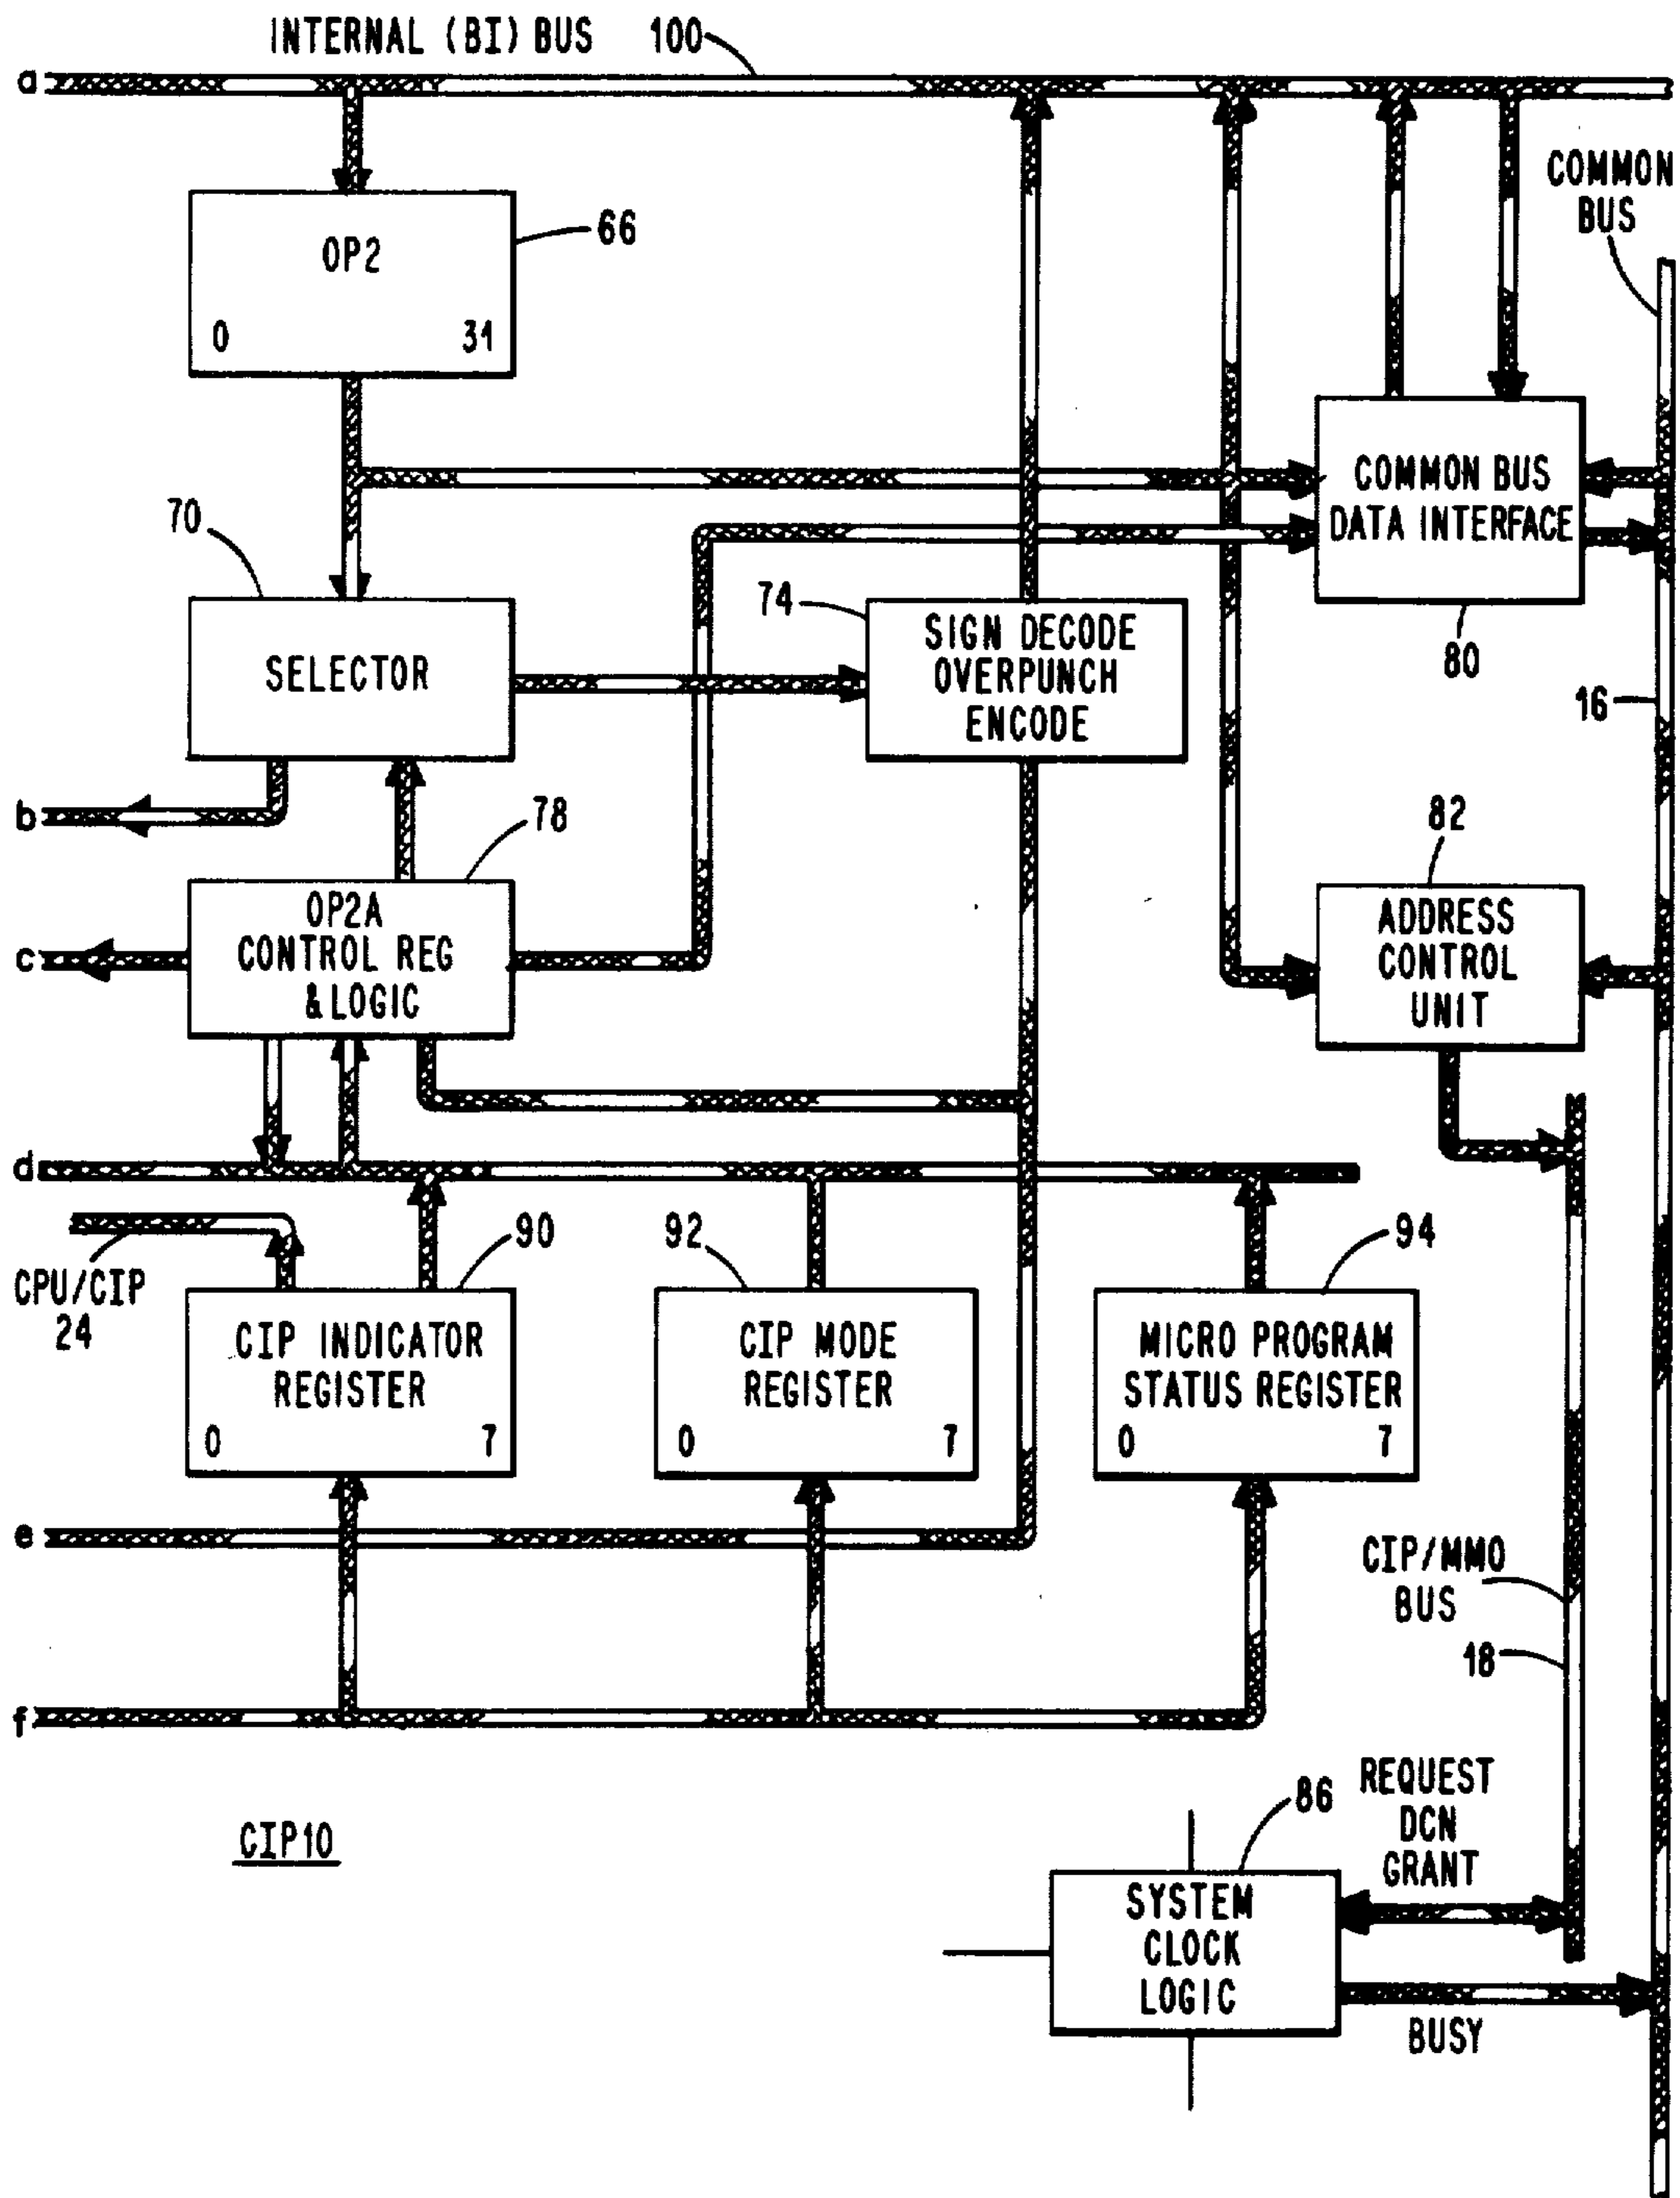 INTERNAL (BI) BUS 100
a
COMMON
BUS
OP2
66
0 31
COMMON BUS
DATA INTERFACE
80
70
SELECTOR
74
SIGN DECODE
OVERPUNCH
ENCODE
16
b
78
82
OP2A
CONTROL REG
& LOGIC
c
ADDRESS
CONTROL
UNIT
d
CPU/CIP
24
90
CIP INDICATOR
REGISTER
0 7
92
CIP MODE
REGISTER
0 7
94
MICRO PROGRAM
STATUS REGISTER
0 7
e
CIP/MMO
BUS
18
f
CIP10
86
REQUEST
DCN
GRANT
SYSTEM
CLOCK
LOGIC
BUSY